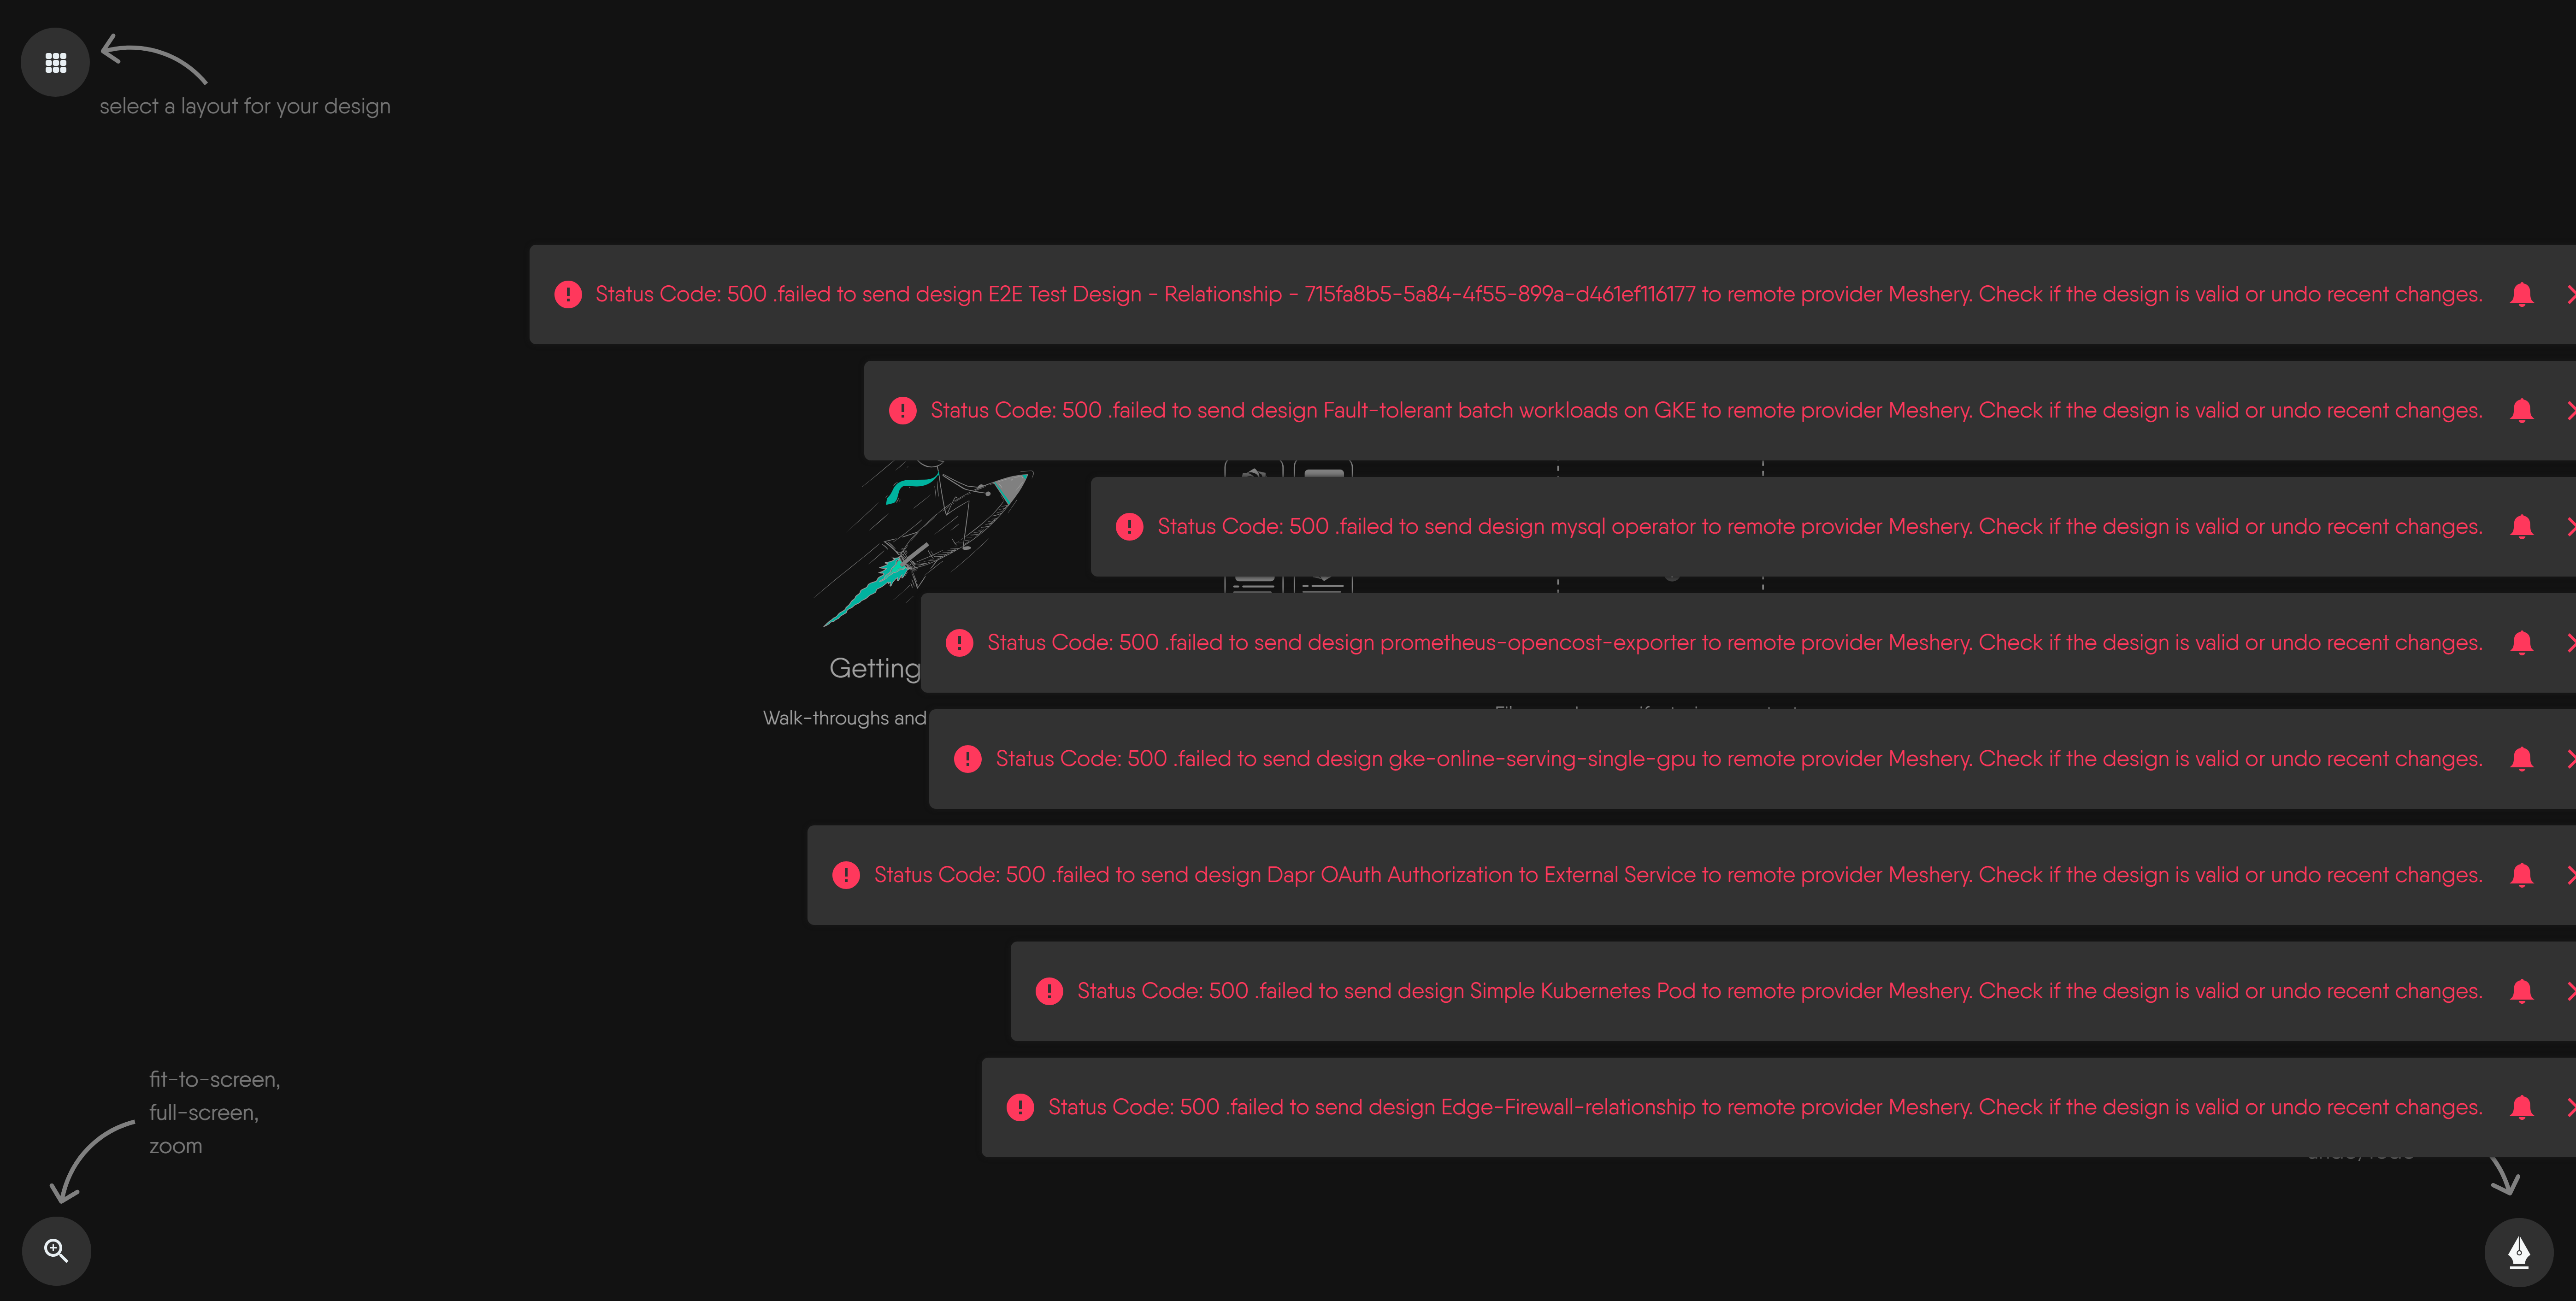 select a layout for your design
Status Code: 500 .failed to send design E2E Test Design - Relationship - 715fa8b5-5a84-4f55-899a-d461ef116177 to remote provider Meshery. Check if the design is valid or undo recent changes.
Status Code: 500 .failed to send design Fault-tolerant batch workloads on GKE to remote provider Meshery. Check if the design is valid or undo recent changes.
Status Code: 500 .failed to send design mysql operator to remote provider Meshery. Check if the design is valid or undo recent changes.
Status Code: 500 .failed to send design prometheus-opencost-exporter to remote provider Meshery. Check if the design is valid or undo recent changes.
Getting
Walk-throughs and
Status Code: 500 .failed to send design gke-online-serving-single-gpu to remote provider Meshery. Check if the design is valid or undo recent changes.
Status Code: 500 .failed to send design Dapr OAuth Authorization to External Service to remote provider Meshery. Check if the design is valid or undo recent changes.
Status Code: 500 .failed to send design Simple Kubernetes Pod to remote provider Meshery. Check if the design is valid or undo recent changes.
Status Code: 500 .failed to send design Edge-Firewall-relationship to remote provider Meshery. Check if the design is valid or undo recent changes.
fit-to-screen,
full-screen,
zoom